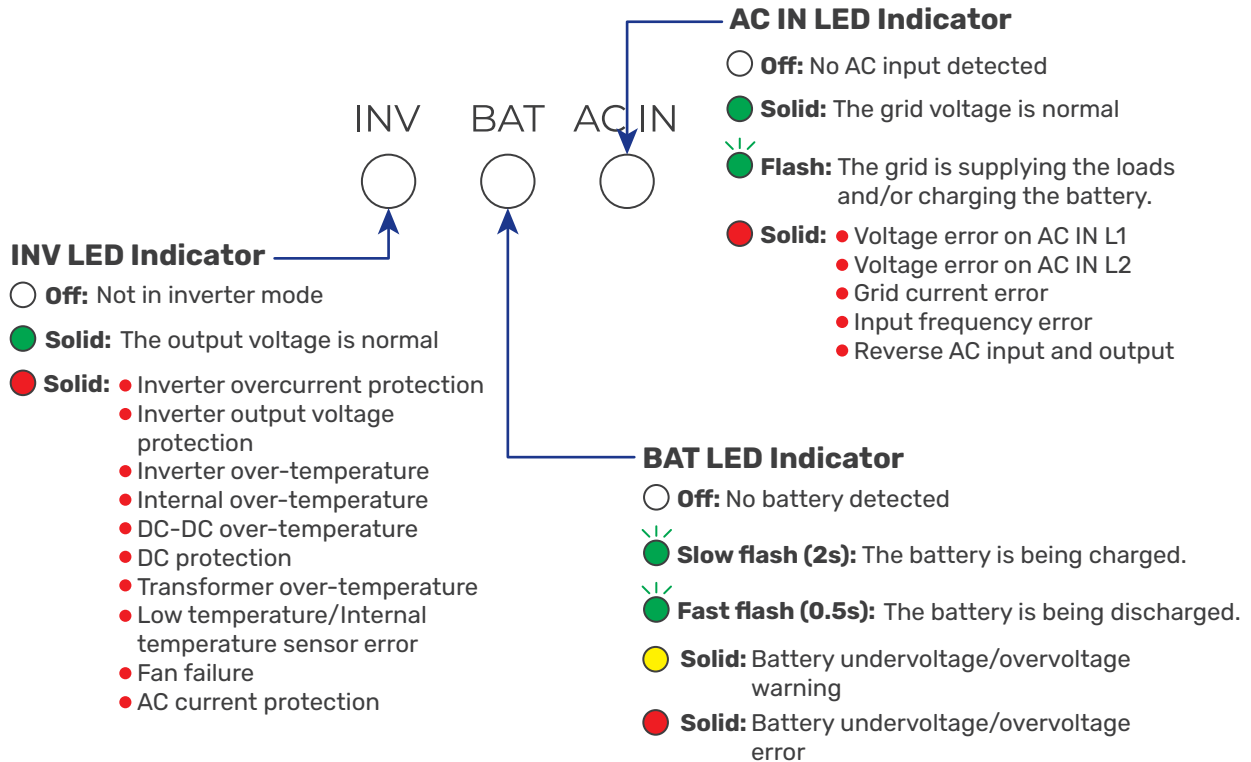 AC IN LED Indicator
Off: No AC input detected
Solid: The grid voltage is normal
Flash: The grid is supplying the loads
and/or charging the battery.
Solid: • Voltage error on AC IN L1
• Voltage error on AC IN L2
• Grid current error
• Input frequency error
• Reverse AC input and output
INV BAT AC IN
INV LED Indicator
Off: Not in inverter mode
Solid: The output voltage is normal
Solid: • Inverter overcurrent protection
• Inverter output voltage
protection
• Inverter over-temperature
• Internal over-temperature
• DC-DC over-temperature
• DC protection
• Transformer over-temperature
• Low temperature/Internal
temperature sensor error
• Fan failure
• AC current protection
BAT LED Indicator
Off: No battery detected
Slow flash (2s): The battery is being charged.
Fast flash (0.5s): The battery is being discharged.
Solid: Battery undervoltage/overvoltage
warning
Solid: Battery undervoltage/overvoltage
error